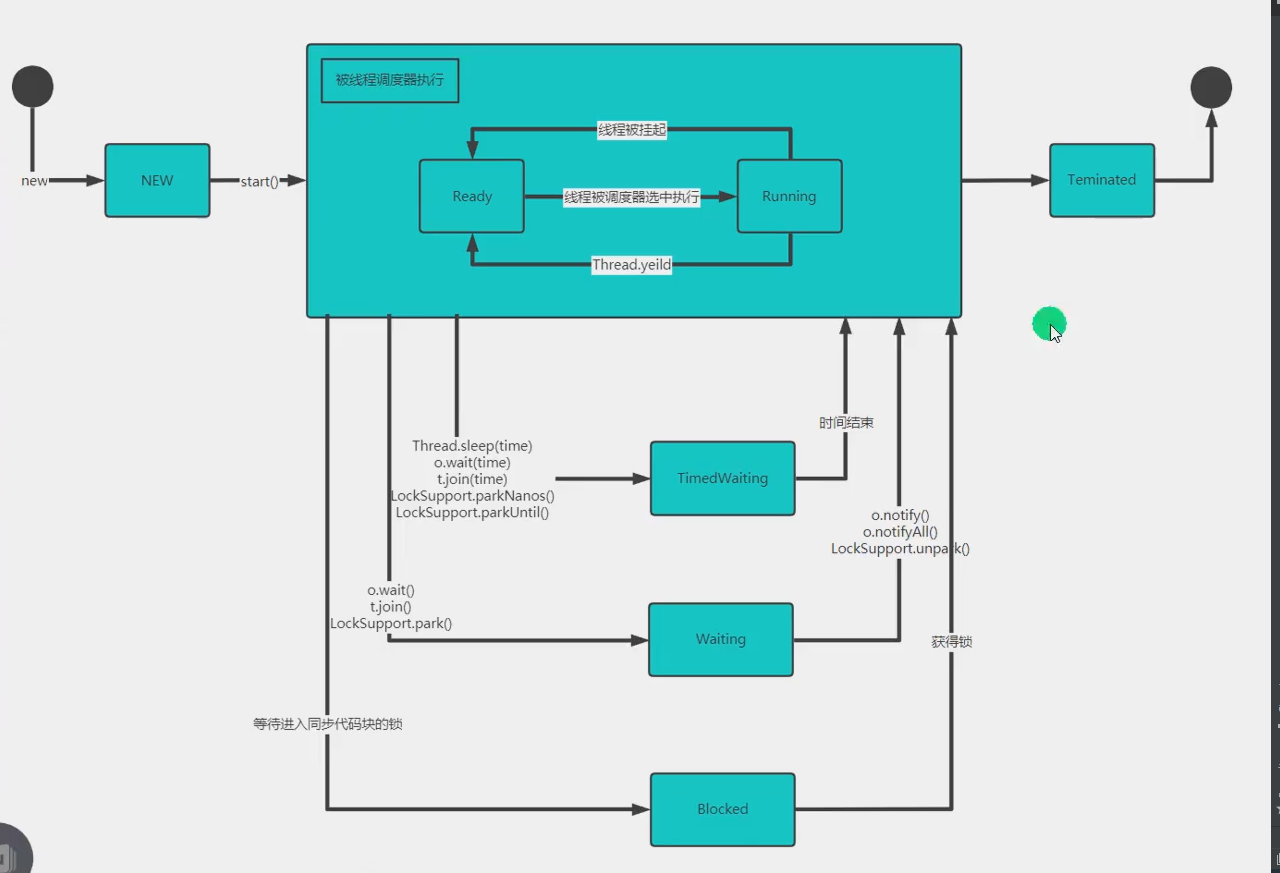 被线程调度器执行
线程被挂起
new
NEW
start()
Ready
线程被调度器选中执行
Running
Teminated
Thread.yeild
时间结束
Thread.sleep(time)
o.wait(time)
t.join(time)
LockSupport.parkNanos()
LockSupport.parkUntil()
TimedWaiting
o.notify()
o.notifyAll()
LockSupport.unpark()
o.wait()
t.join()
LockSupport.park()
Waiting
获得锁
等待进入同步代码块的锁
Blocked